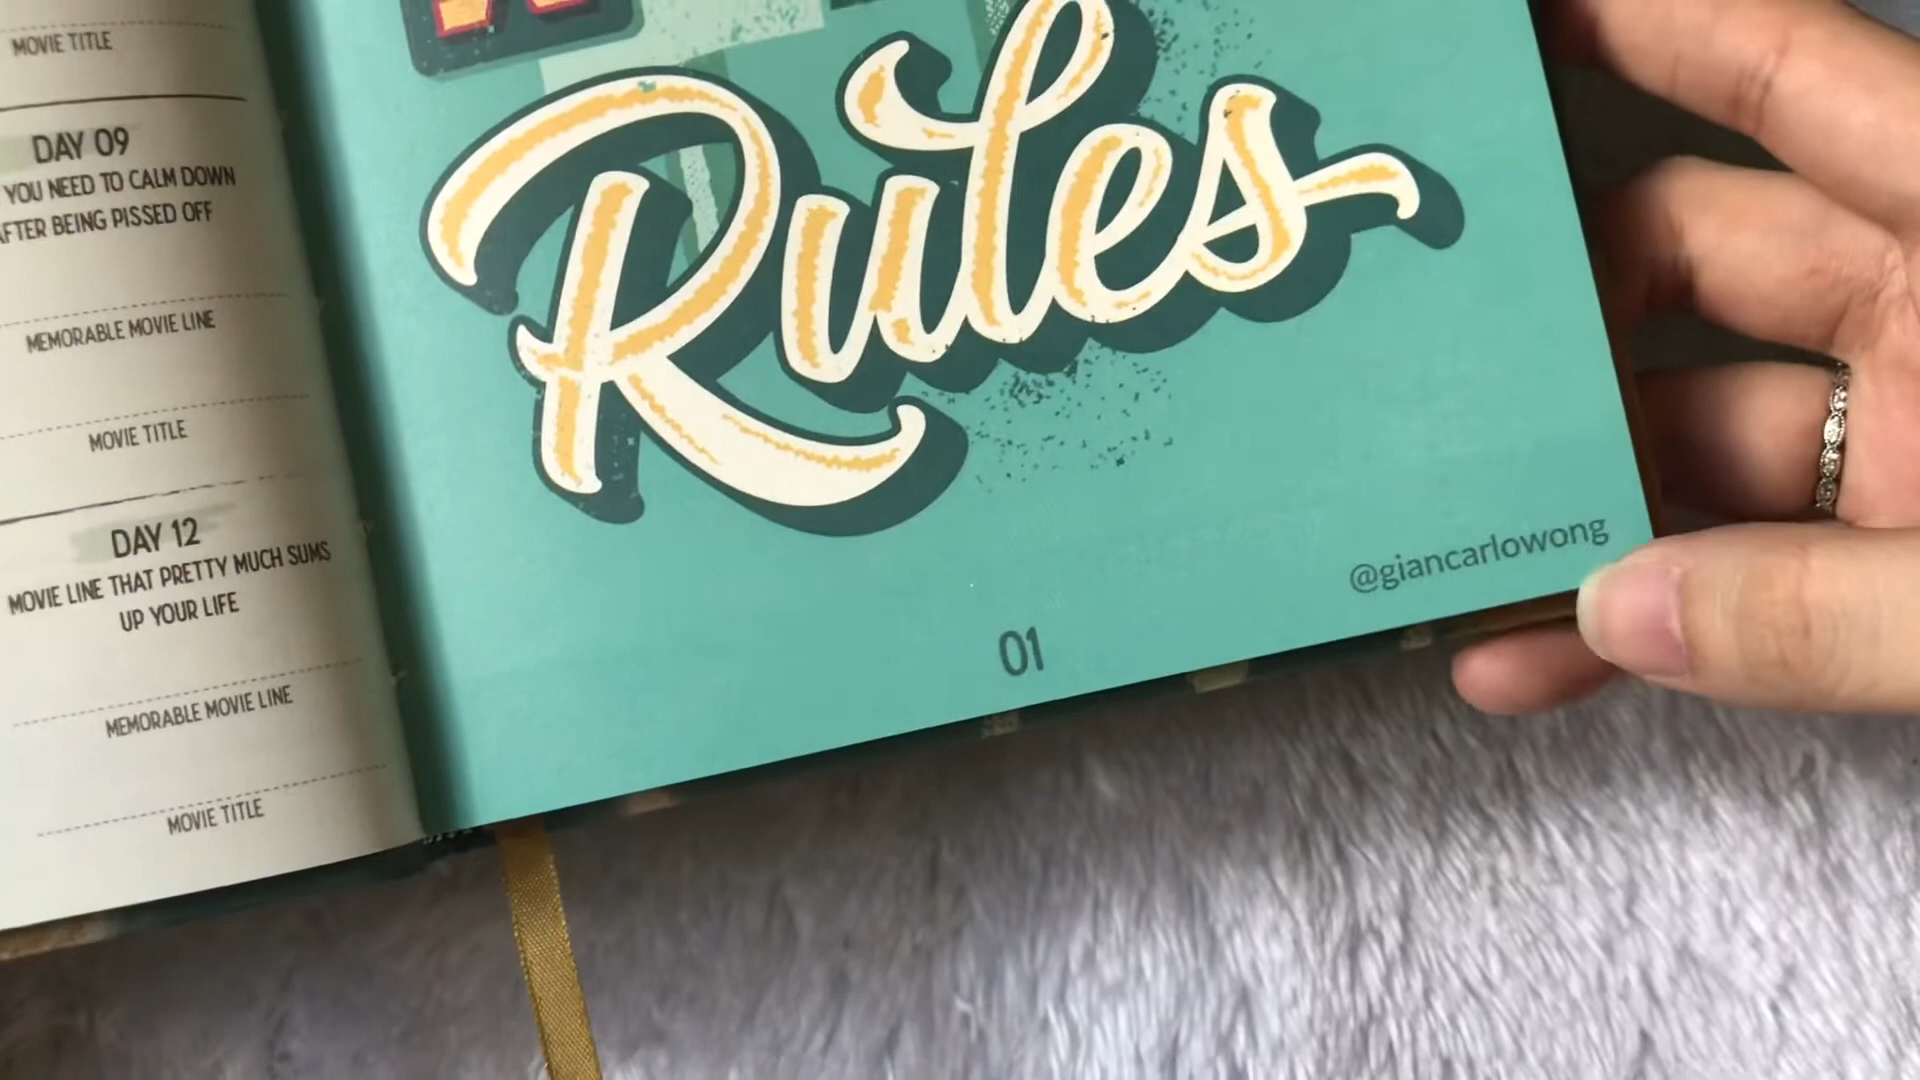 MOVIE TITLE
DAY 09
YOU NEED TO CALM DOWN
AFTER BEING PISSED OFF
MEMORABLE MOVIE LINE
MOVIE TITLE
DAY 12
MOVIE LINE THAT PRETTY MUCH SUMS
UP YOUR LIFE
MEMORABLE MOVIE LINE
MOVIE TITLE
Rules
@giancarlowong
01